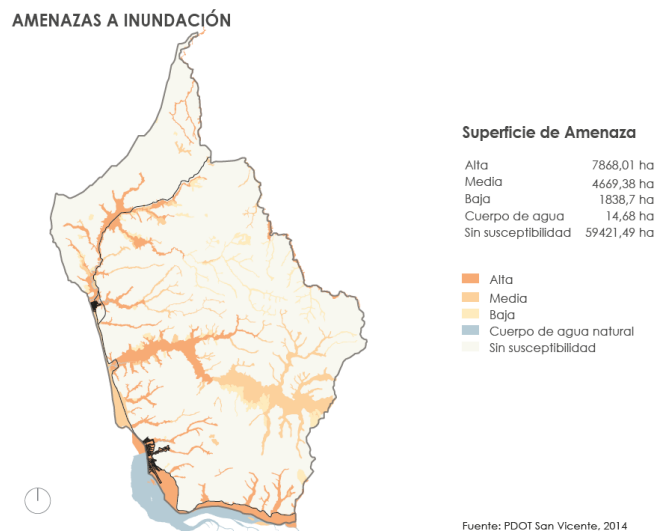 AMENAZAS A INUNDACIÓN
Superficie de Amenaza
Alta 7868,01 ha
Media 4669,38 ha
Baja 1838,7 ha
Cuerpo de agua 14,68 ha
Sin susceptibilidad 59421,49 ha
Alta
Media
Baja
Cuerpo de agua natural
Sin susceptibilidad
Fuente: PDOT San Vicente, 2014